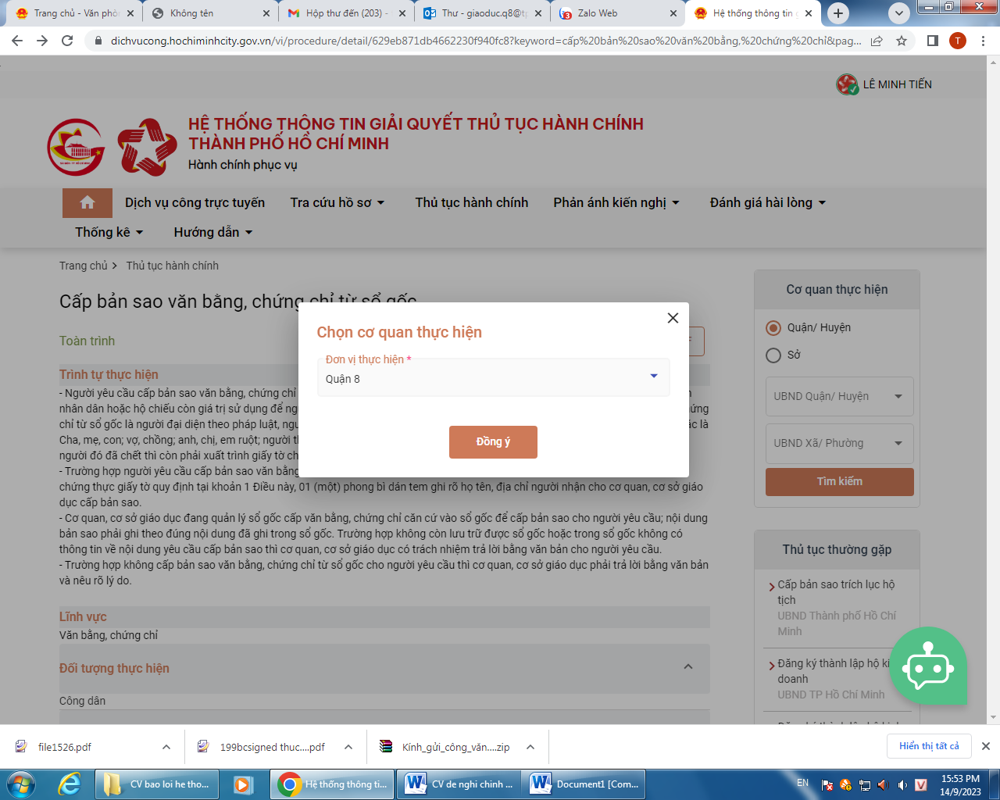 Trang chủ - Văn phòn
Không tên
Hộp thư đến (203) -
Thư - giaoduc.q8@tp
Zalo Web
Hệ thống thông tin g
dichvucong.hochiminhcity.gov.vn/vi/procedure/detail/629eb871db4662230f940fc8?keyword=cấp%20bản%20sao%20văn%20bằng,%20chứng%20chỉ&pag...
T
LÊ MINH TIẾN
HỆ THỐNG THÔNG TIN GIẢI QUYẾT THỦ TỤC HÀNH CHÍNH
THÀNH PHỐ HỒ CHÍ MINH
Hành chính phục vụ
Dịch vụ công trực tuyến
Tra cứu hồ sơ
Thủ tục hành chính
Phản ánh kiến nghị
Đánh giá hài lòng
Thống kê
Hướng dẫn
Trang chủ
Thủ tục hành chính
Cấp bản sao văn bằng, chứng chỉ từ sổ gốc
Toàn trình
Trình tự thực hiện
- Người yêu cầu cấp bản sao văn bằng, chứng chỉ
nhân dân hoặc hộ chiếu còn giá trị sử dụng để
chỉ từ sổ gốc là người đại diện theo pháp luật,
là
Cha, mẹ, con; vợ, chồng; anh, chị, em ruột; người
người đó đã chết thì còn phải xuất trình giấy tờ
- Trường hợp người yêu cầu cấp bản sao văn bằng
chứng thực giấy tờ quy định tại khoản 1 Điều này, 01 (một) phong bì dán tem ghi rõ họ tên, địa chỉ người nhận cho cơ quan, cơ sở giáo
dục cấp bản sao.
- Cơ quan, cơ sở giáo dục đang quản lý sổ gốc cấp văn bằng, chứng chỉ căn cứ vào sổ gốc để cấp bản sao cho người yêu cầu; nội dung
bản sao phải ghi theo đúng nội dung đã ghi trong sổ gốc. Trường hợp không còn lưu trữ được sổ gốc hoặc trong sổ gốc không có
thông tin về nội dung yêu cầu cấp bản sao thì cơ quan, cơ sở giáo dục có trách nhiệm trả lời bằng văn bản cho người yêu cầu.
- Trường hợp không cấp bản sao văn bằng, chứng chỉ từ sổ gốc cho người yêu cầu thì cơ quan, cơ sở giáo dục phải trả lời bằng văn bản
và nêu rõ lý do.
Lĩnh vực
Văn bằng, chứng chỉ
Đối tượng thực hiện
Công dân
Chọn cơ quan thực hiện
Đơn vị thực hiện *
Quận 8
Đồng ý
Cơ quan thực hiện
Quận/ Huyện
Sở
UBND Quận/ Huyện
UBND Xã/ Phường
Tìm kiếm
Thủ tục thường gặp
Cấp bản sao trích lục hộ
tịch
UBND Thành phố Hồ Chí
Minh
Đăng ký thành lập hộ ki
doanh
UBND TP Hồ Chí Minh
file1526.pdf
199bcsigned thuc....pdf
Kính_gửi_công_văn....zip
Hiển thị tất cả
CV bao loi he tho...
Hệ thống thông ti...
CV de nghi chinh ...
Document1 [Com...
EN
15:53 PM
14/9/2023